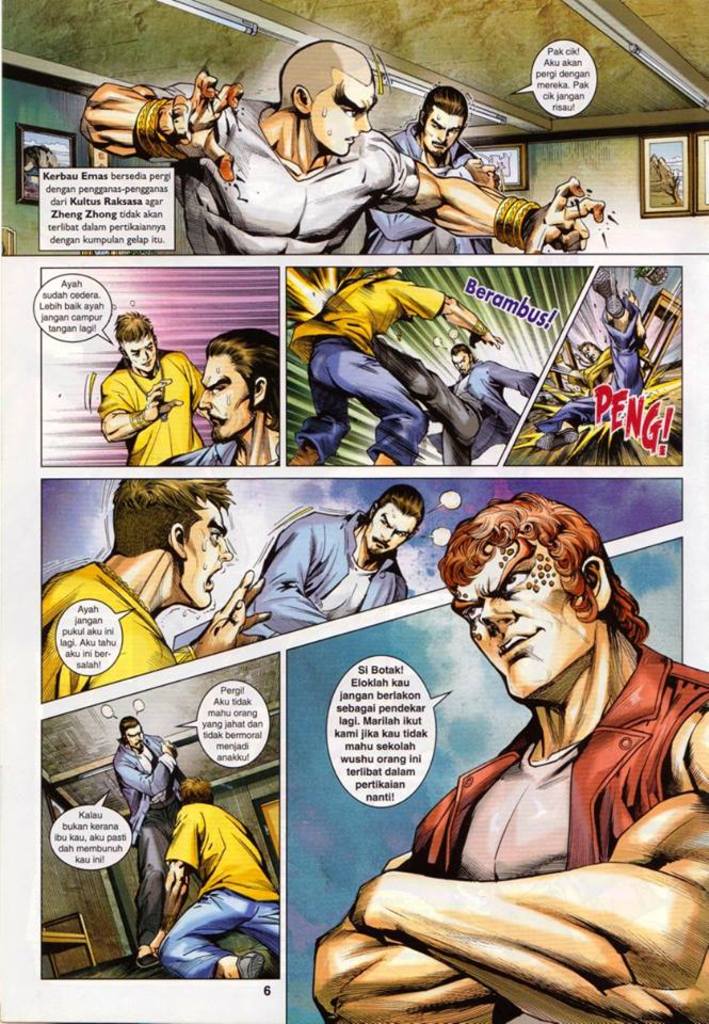 Pak cik!
Aku akan
pergi dengan
mereka. Pak
cik jangan
risau!
Kerbau Emas bersedia pergi
dengan pengganas-pengganas
dari Kultus Raksasa agar
Zheng Zhong tidak akan
terlibat dalam pertikaiannya
dengan kumpulan gelap itu.
Ayah
sudah cedera.
Lebih baik ayah
jangan campur
tangan lagi!
Berambus!
PENG!
Ayah
jangan
pukul aku ini
lagi. Aku tahu
aku ini ber-
salah!
Pergi!
Aku tidak
mahu orang
yang jahat dan
tidak bermoral
menjadi
anakku!
Kalau
bukan kerana
ibu kau, aku pasti
dah membunuh
kau ini!
Si Botak!
Eloklah kau
jangan berlakon
sebagai pendekar
lagi. Marilah ikut
kami jika kau tidak
mahu sekolah
wushu orang ini
terlibat dalam
pertikaian
nanti!
6